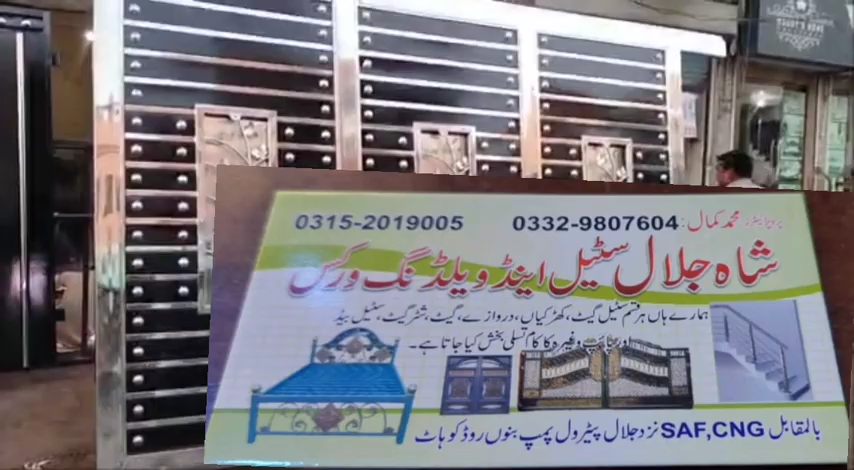 پروپرائیٹر: محمد کمال: 0332-9807604 0315-2019005
شاہ جلال سٹیل اینڈ ویلڈنگ ورکس
ہمارے ہاں ہر قسم سٹیل گیٹ، کھڑکیاں، دروازے، گیٹ، شٹر گیٹ، سٹیل بیڈ
اور پائپ وغیرہ کا کام تسلی بخش کیا جاتا ہے۔
بالمقابل SAF,CNG نزد جلال پیٹرول پمپ بنوں روڈ کوہاٹ